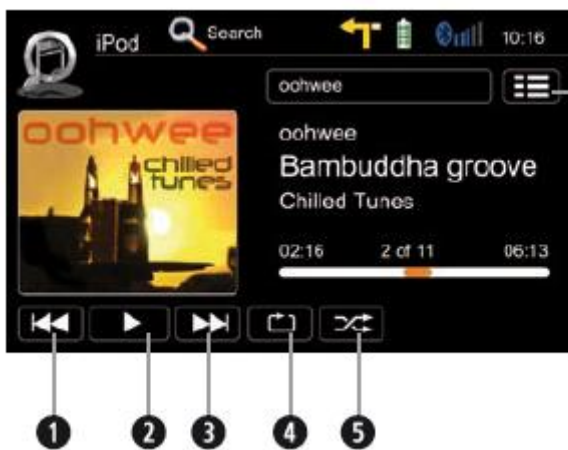 iPod Search 10:16
oohwee
oohwee
chilled
tunes
oohwee
Bambuddha groove
Chilled Tunes
02:16 2 of 11 06:13
1 2 3 4 5